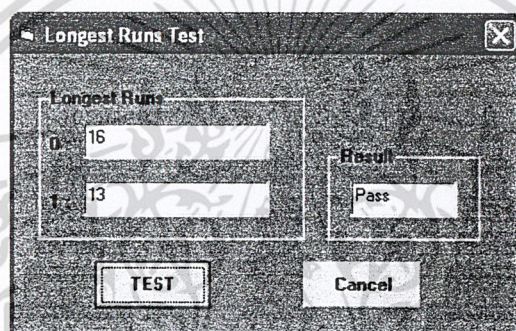 Longest Runs Test
Longest Runs
0: 16
1: 13
Result
Pass
TEST
Cancel